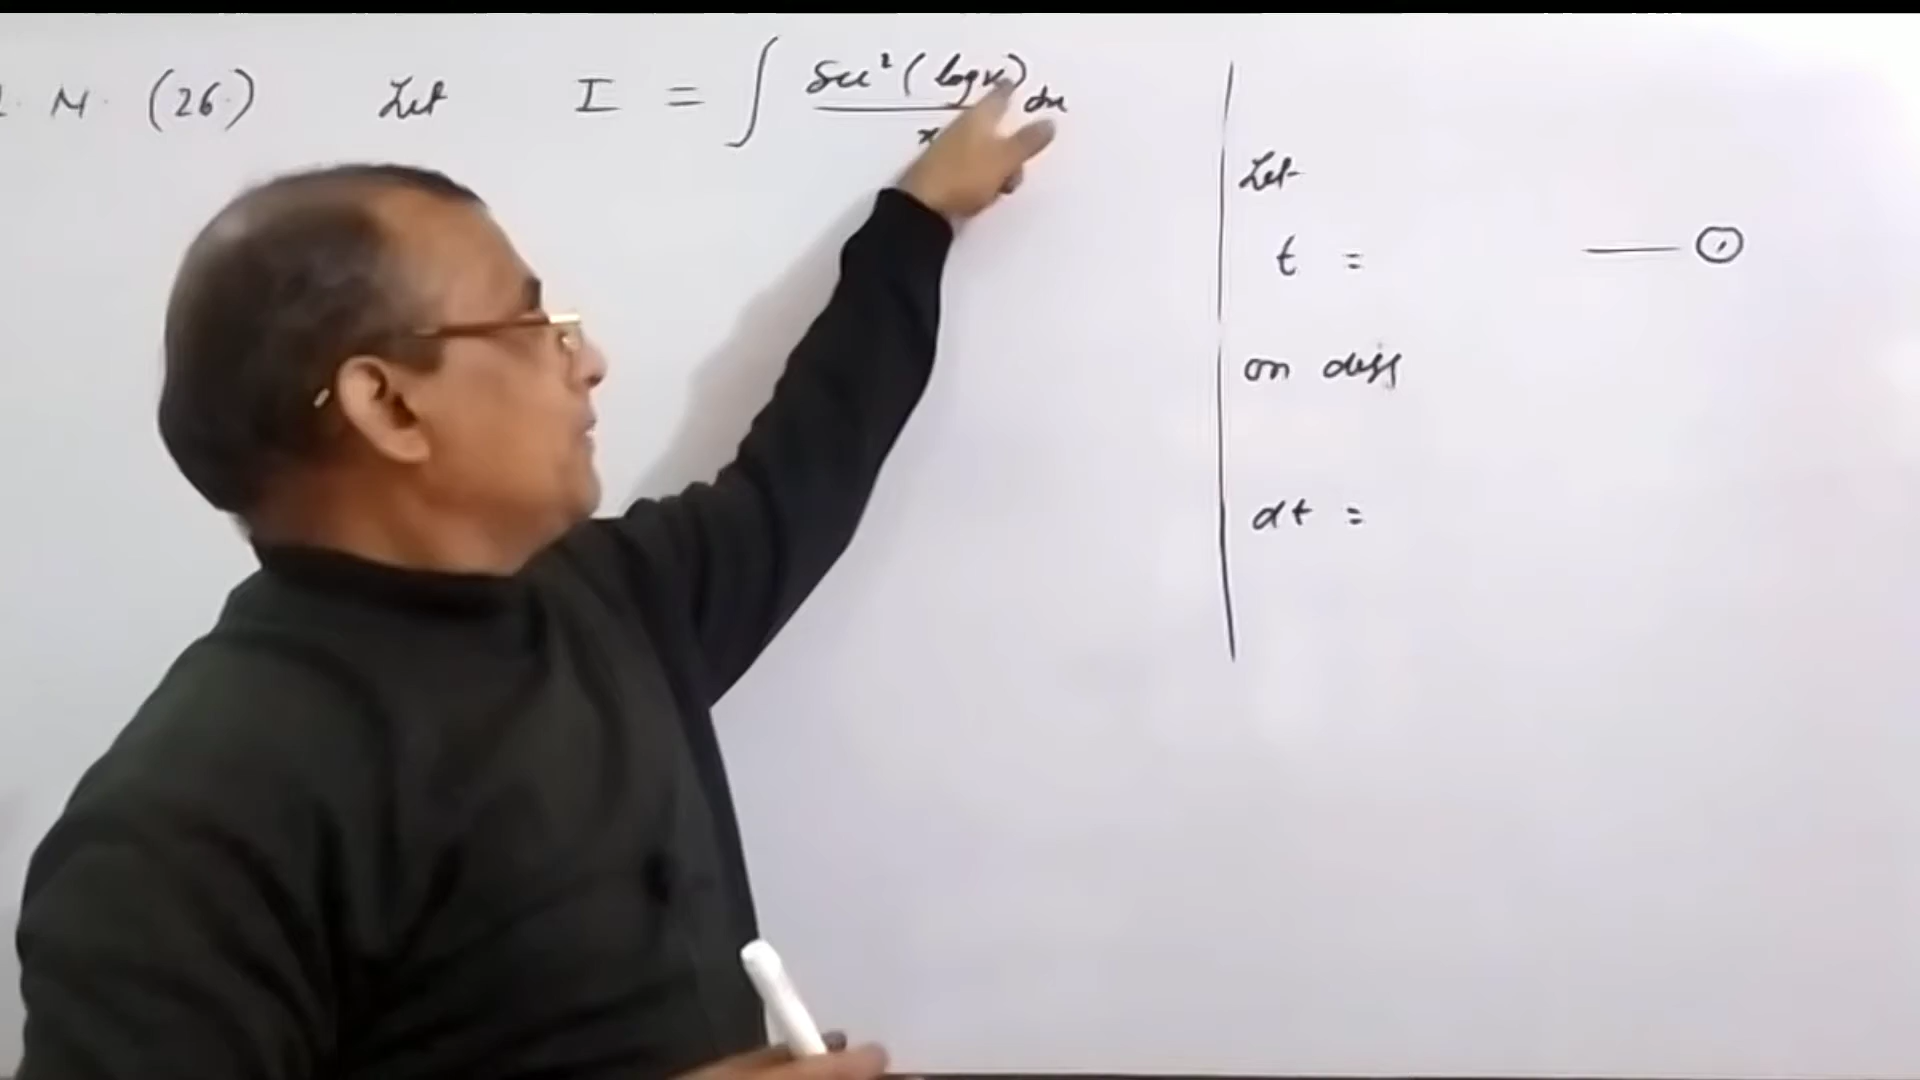 . N. (26.) Let I = ∫ sec² (log x) / x dx
Let
t = —— ①
on diff
dt =